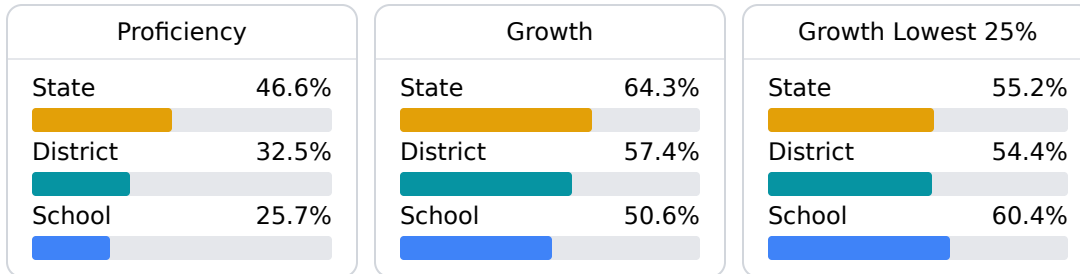 Proficiency
State 46.6%
District 32.5%
School 25.7%
Growth
State 64.3%
District 57.4%
School 50.6%
Growth Lowest 25%
State 55.2%
District 54.4%
School 60.4%